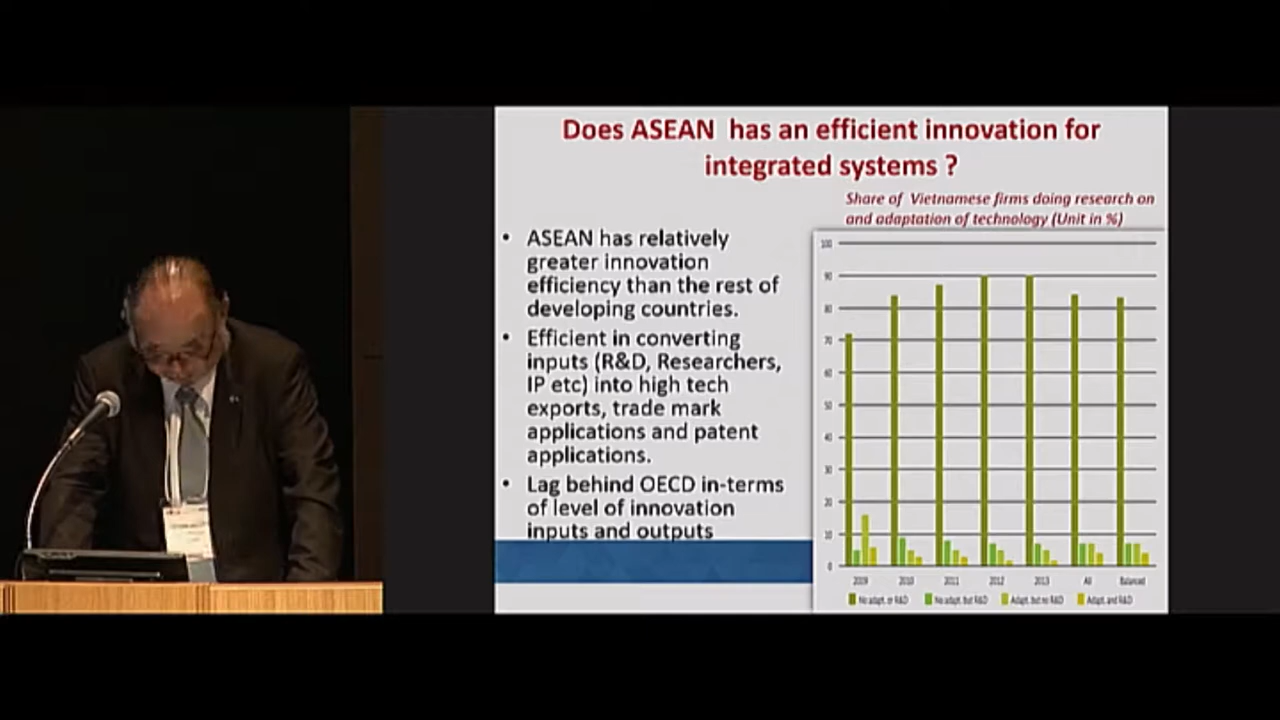 Does ASEAN has an efficient innovation for
integrated systems ?
Share of Vietnamese firms doing research on
and adaptation of technology (Unit in %)
• ASEAN has relatively
greater innovation
efficiency than the rest of
developing countries.
• Efficient in converting
inputs (R&D, Researchers,
IP etc) into high tech
exports, trade mark
applications and patent
applications.
• Lag behind OECD in-terms
of level of innovation
inputs and outputs
100
90
80
70
60
50
40
30
20
10
0
2009 2010 2011 2012 2013 All Balanced
No adapt. or R&D No adapt. but R&D Adapt. but no R&D Adapt. and R&D